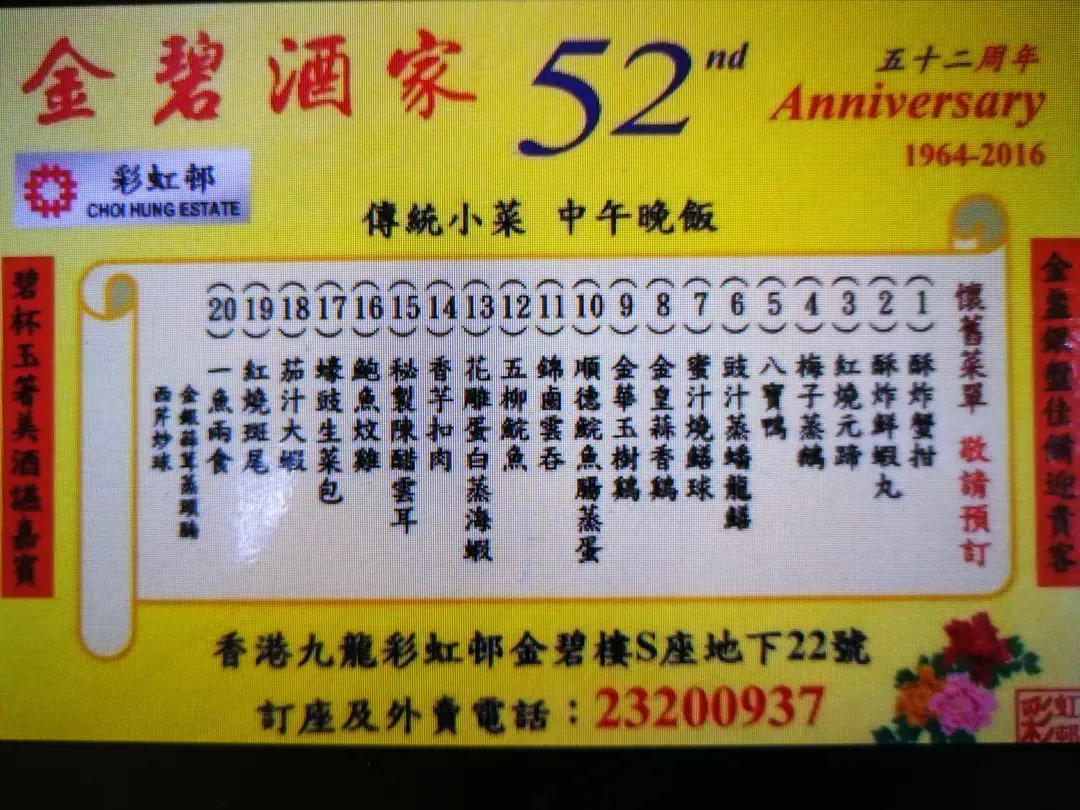 金碧酒家
52nd
五十二周年
Anniversary
1964-2016
彩虹邨
CHOI HUNG ESTATE
傳統小菜 中午晚飯
金盞銀盤佳餚迎貴客
懷舊菜單 敬請預訂
(1)酥炸蟹拑
(2)酥炸鮮蝦丸
(3)紅燒元蹄
(4)梅子蒸鵝
(5)八寶鴨
(6)豉汁蒸蟠龍鱔
(7)蜜汁燒鱔球
(8)金皇蒜香鷄
(9)金華玉樹鷄
(10)順德鯇魚腸蒸蛋
(11)錦鹵雲吞
(12)五柳鯇魚
(13)花雕蛋白蒸海蝦
(14)香芋扣肉
(15)秘製陳醋雲耳
(16)鮑魚炆雞
(17)蠔豉生菜包
(18)茄汁大蝦
(19)紅燒斑尾
(20)一魚兩食
金銀蒜茸蒸頭腩
西芹炒球
碧杯玉箸美酒謐嘉賓
香港九龍彩虹邨金碧樓S座地下22號
訂座及外賣電話：23200937
彩虹邨